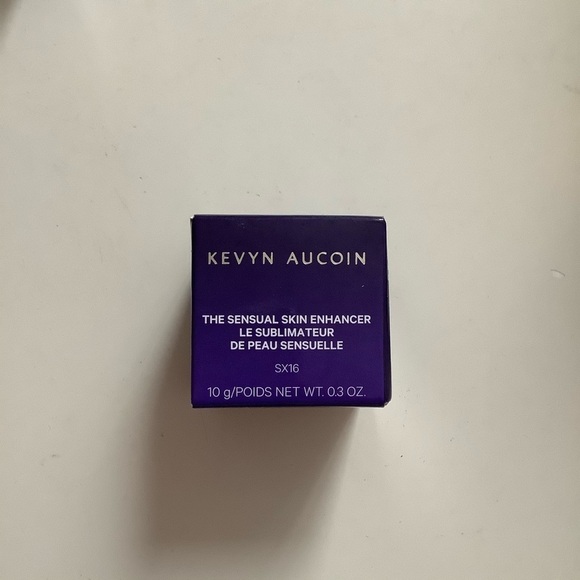 KEVYN AUCOIN
THE SENSUAL SKIN ENHANCER
LE SUBLIMATEUR
DE PEAU SENSUELLE
SX16
10 g/POIDS NET WT. 0.3 OZ.